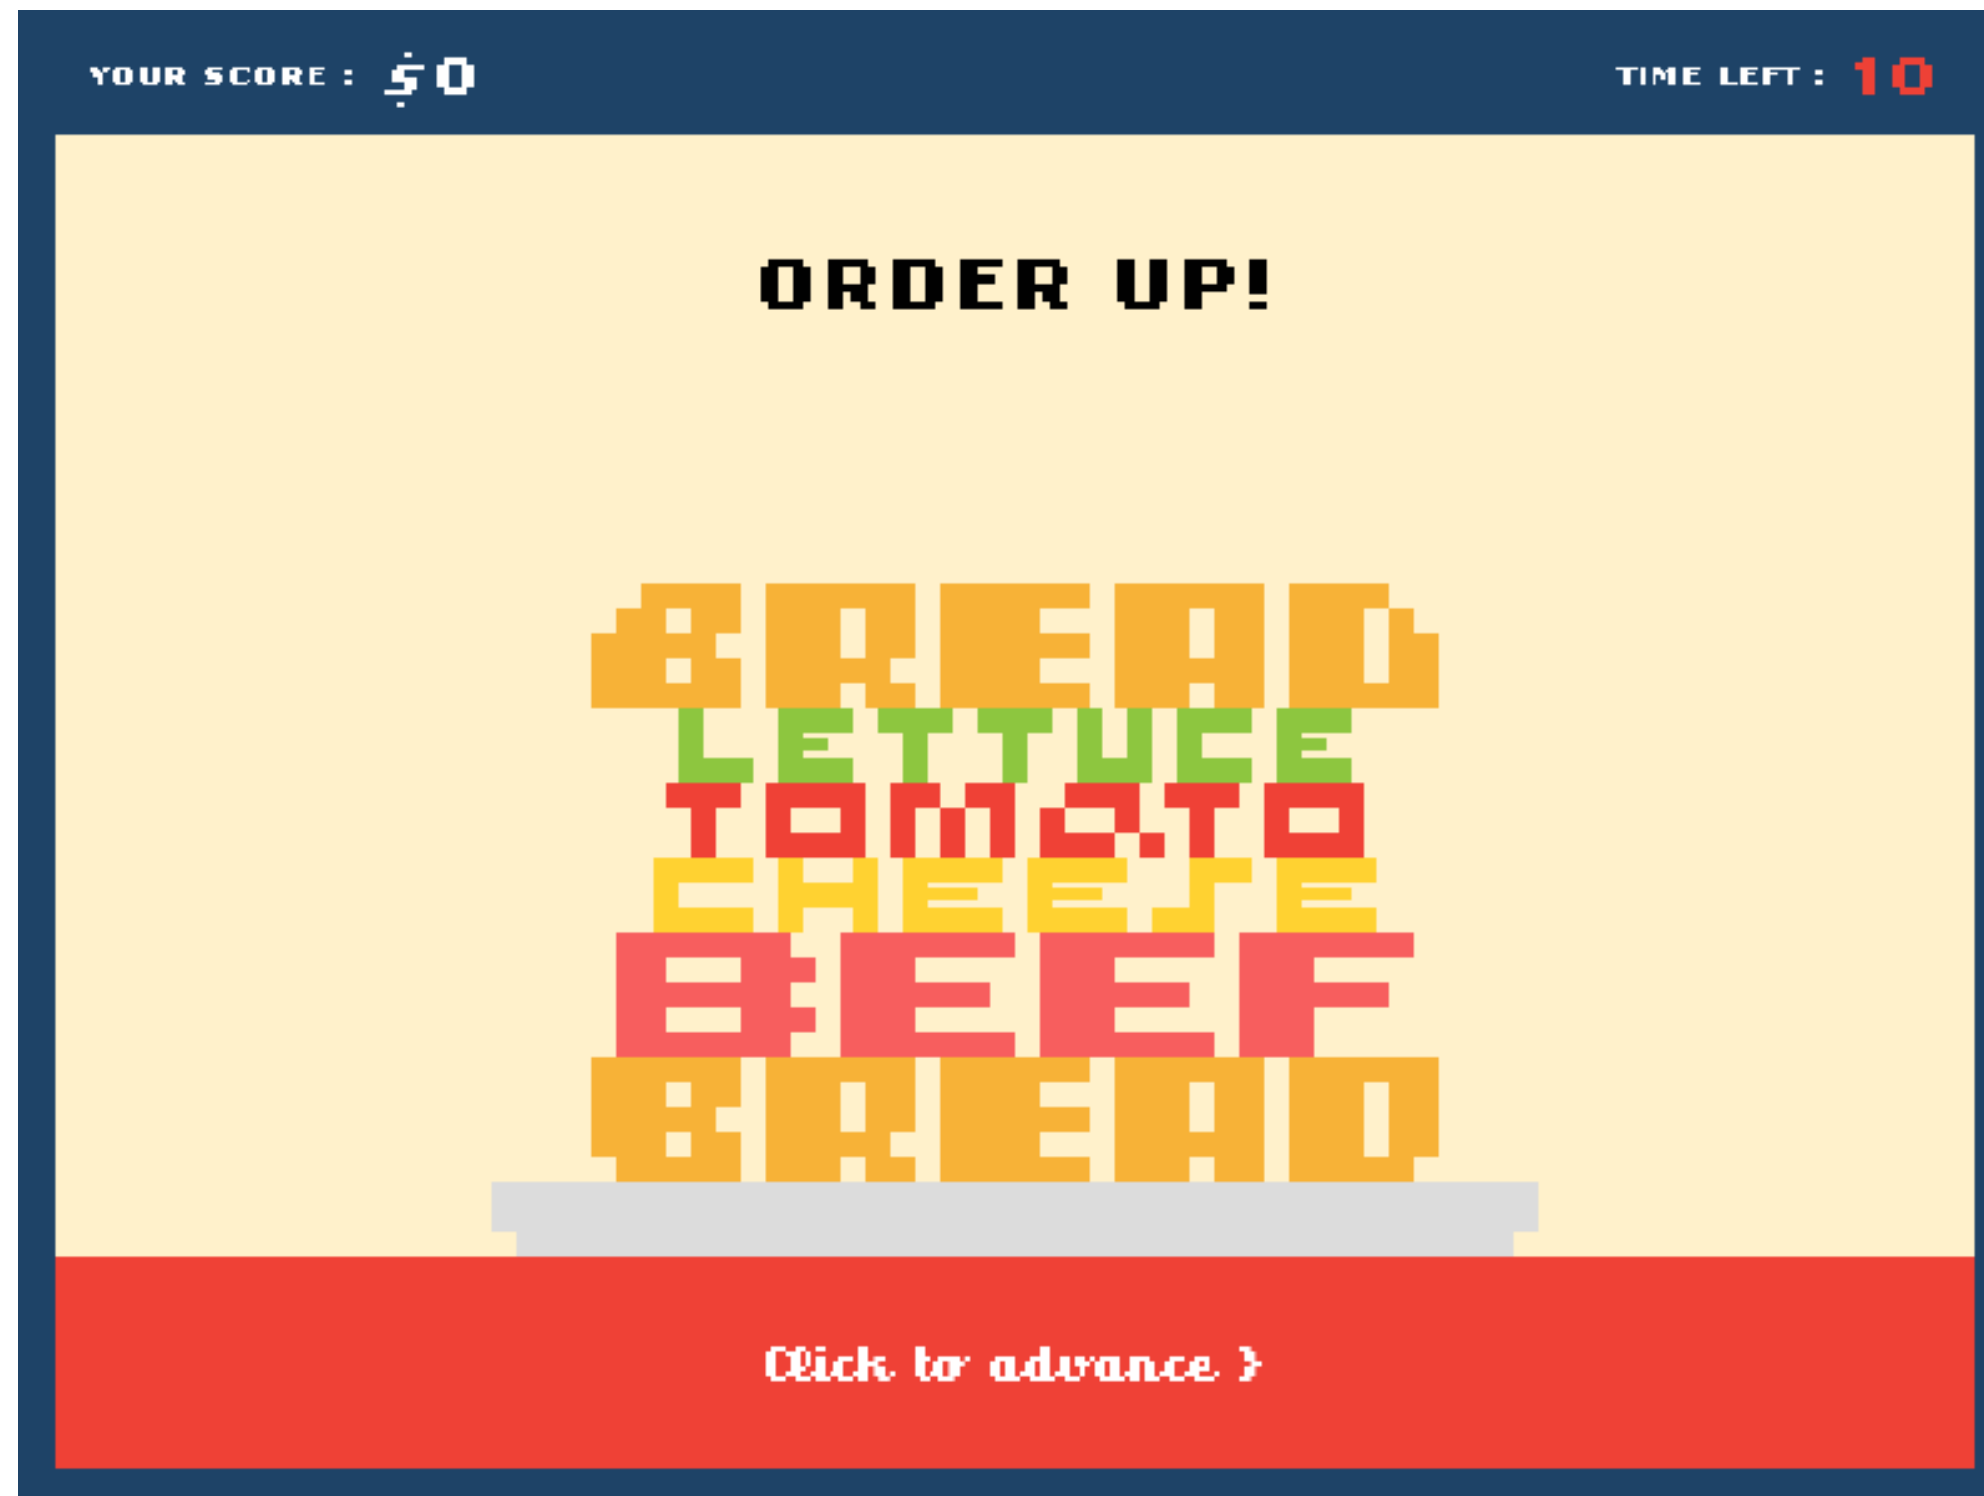 YOUR SCORE: $0
TIME LEFT: 10
ORDER UP!
BREAD
LETTUCE
TOMATO
CHEESE
BEEF
BREAD
Click to advance >